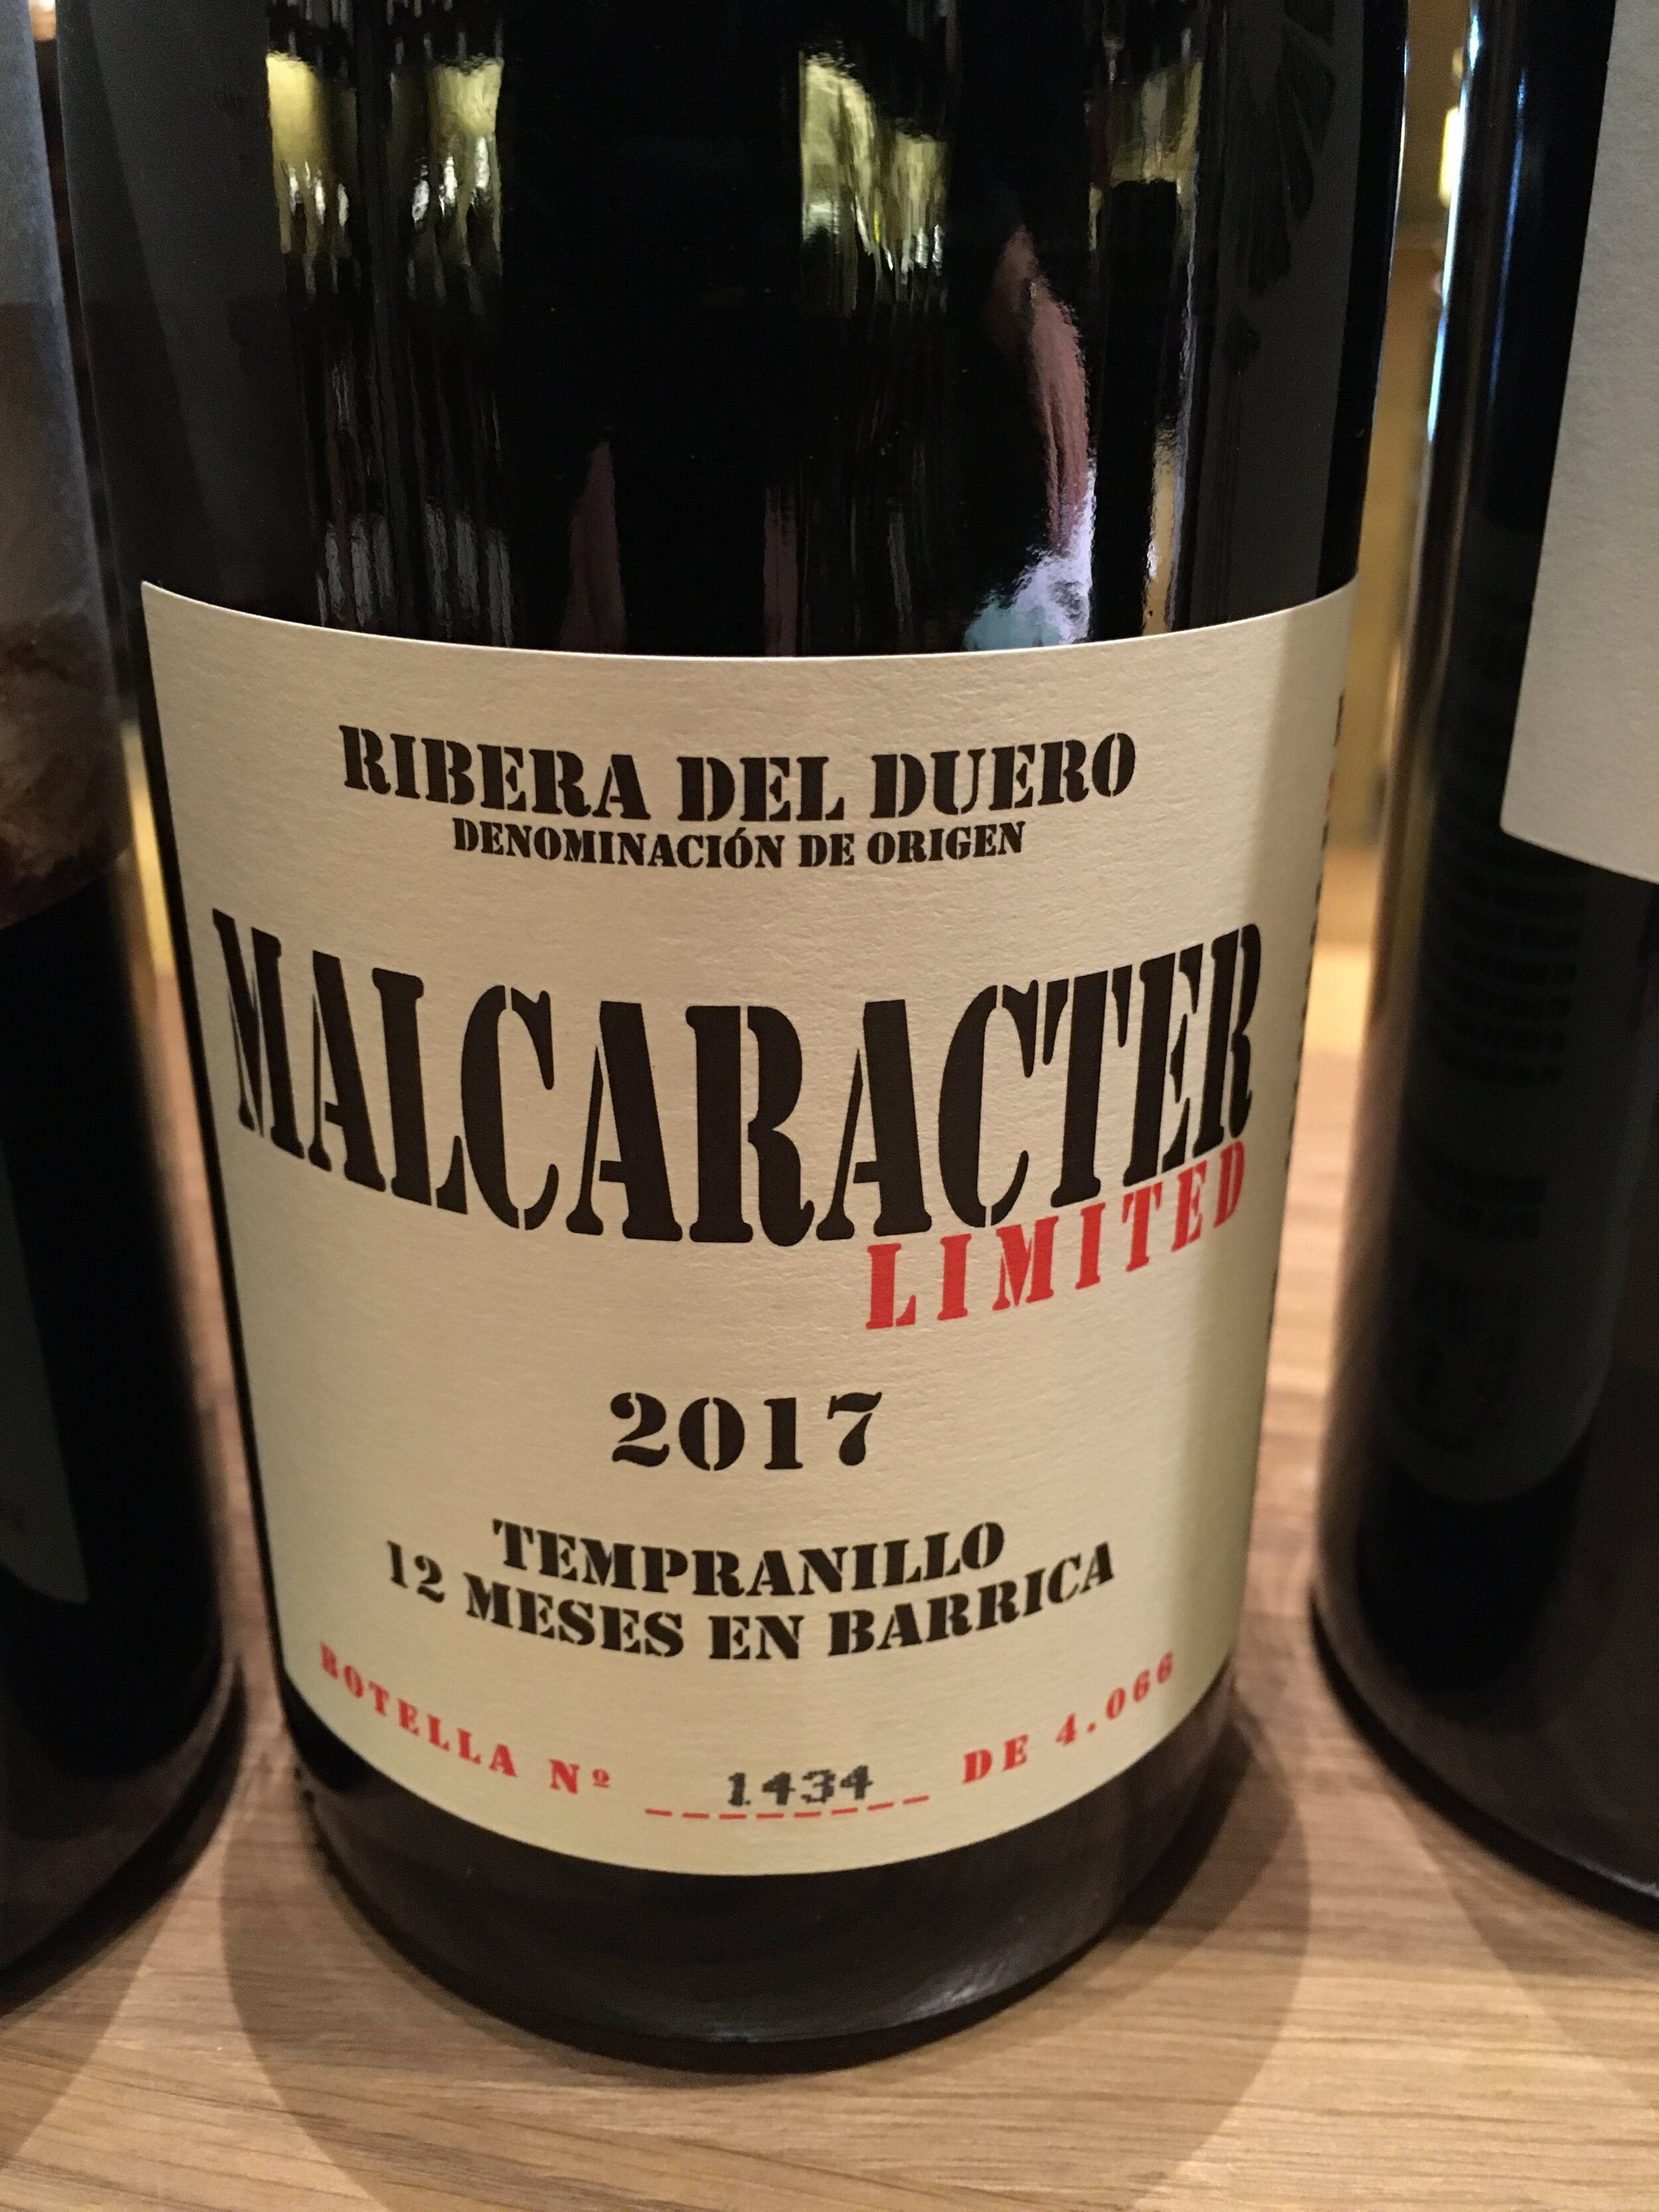 RIBERA DEL DUERO
DENOMINACIÓN DE ORIGEN
MALCARACTER
LIMITED
2017
TEMPRANILLO
12 MESES EN BARRICA
BOTELLA Nº 1434 DE 4.066